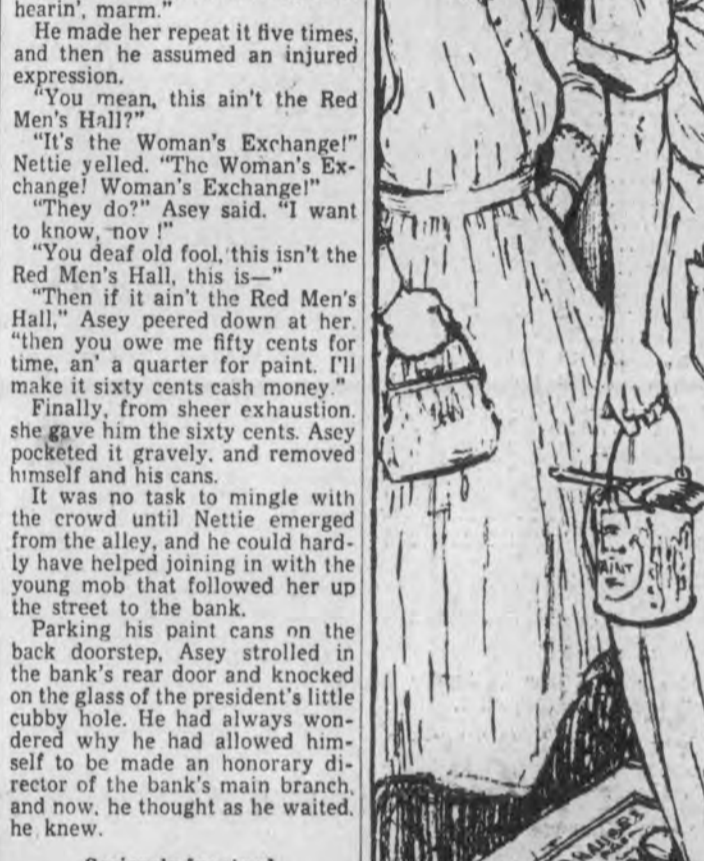 hearin', marm."
He made her repeat it five times,
and then he assumed an injured
expression.
"You mean, this ain't the Red
Men's Hall?"
"It's the Woman's Exchange!"
Nettie yelled. "The Woman's Ex-
change! Woman's Exchange!"
"They do?" Asey said. "I want
to know, nov !"
"You deaf old fool, this isn't the
Red Men's Hall, this is—"
"Then if it ain't the Red Men's
Hall," Asey peered down at her.
"then you owe me fifty cents for
time, an' a quarter for paint. I'll
make it sixty cents cash money."
Finally, from sheer exhaustion.
she gave him the sixty cents. Asey
pocketed it gravely, and removed
himself and his cans.
It was no task to mingle with
the crowd until Nettie emerged
from the alley, and he could hard-
ly have helped joining in with the
young mob that followed her up
the street to the bank.
Parking his paint cans on the
back doorstep, Asey strolled in
the bank's rear door and knocked
on the glass of the president's little
cubby hole. He had always won-
dered why he had allowed him-
self to be made an honorary di-
rector of the bank's main branch,
and now, he thought as he waited,
he knew.